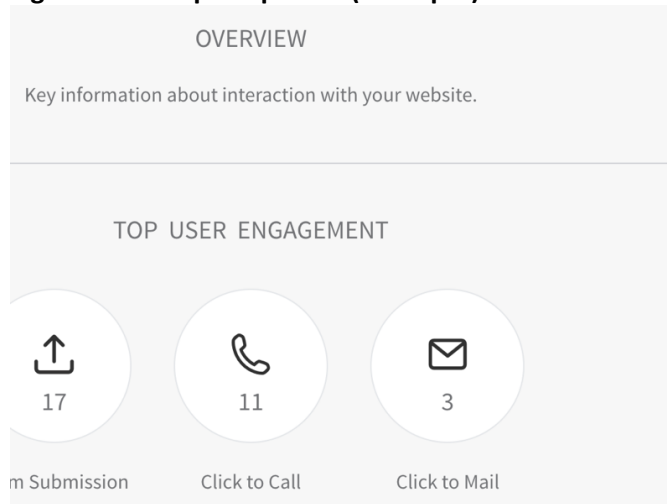 OVERVIEW
Key information about interaction with your website.
TOP USER ENGAGEMENT
17 11 3
Submission Click to Call Click to Mail